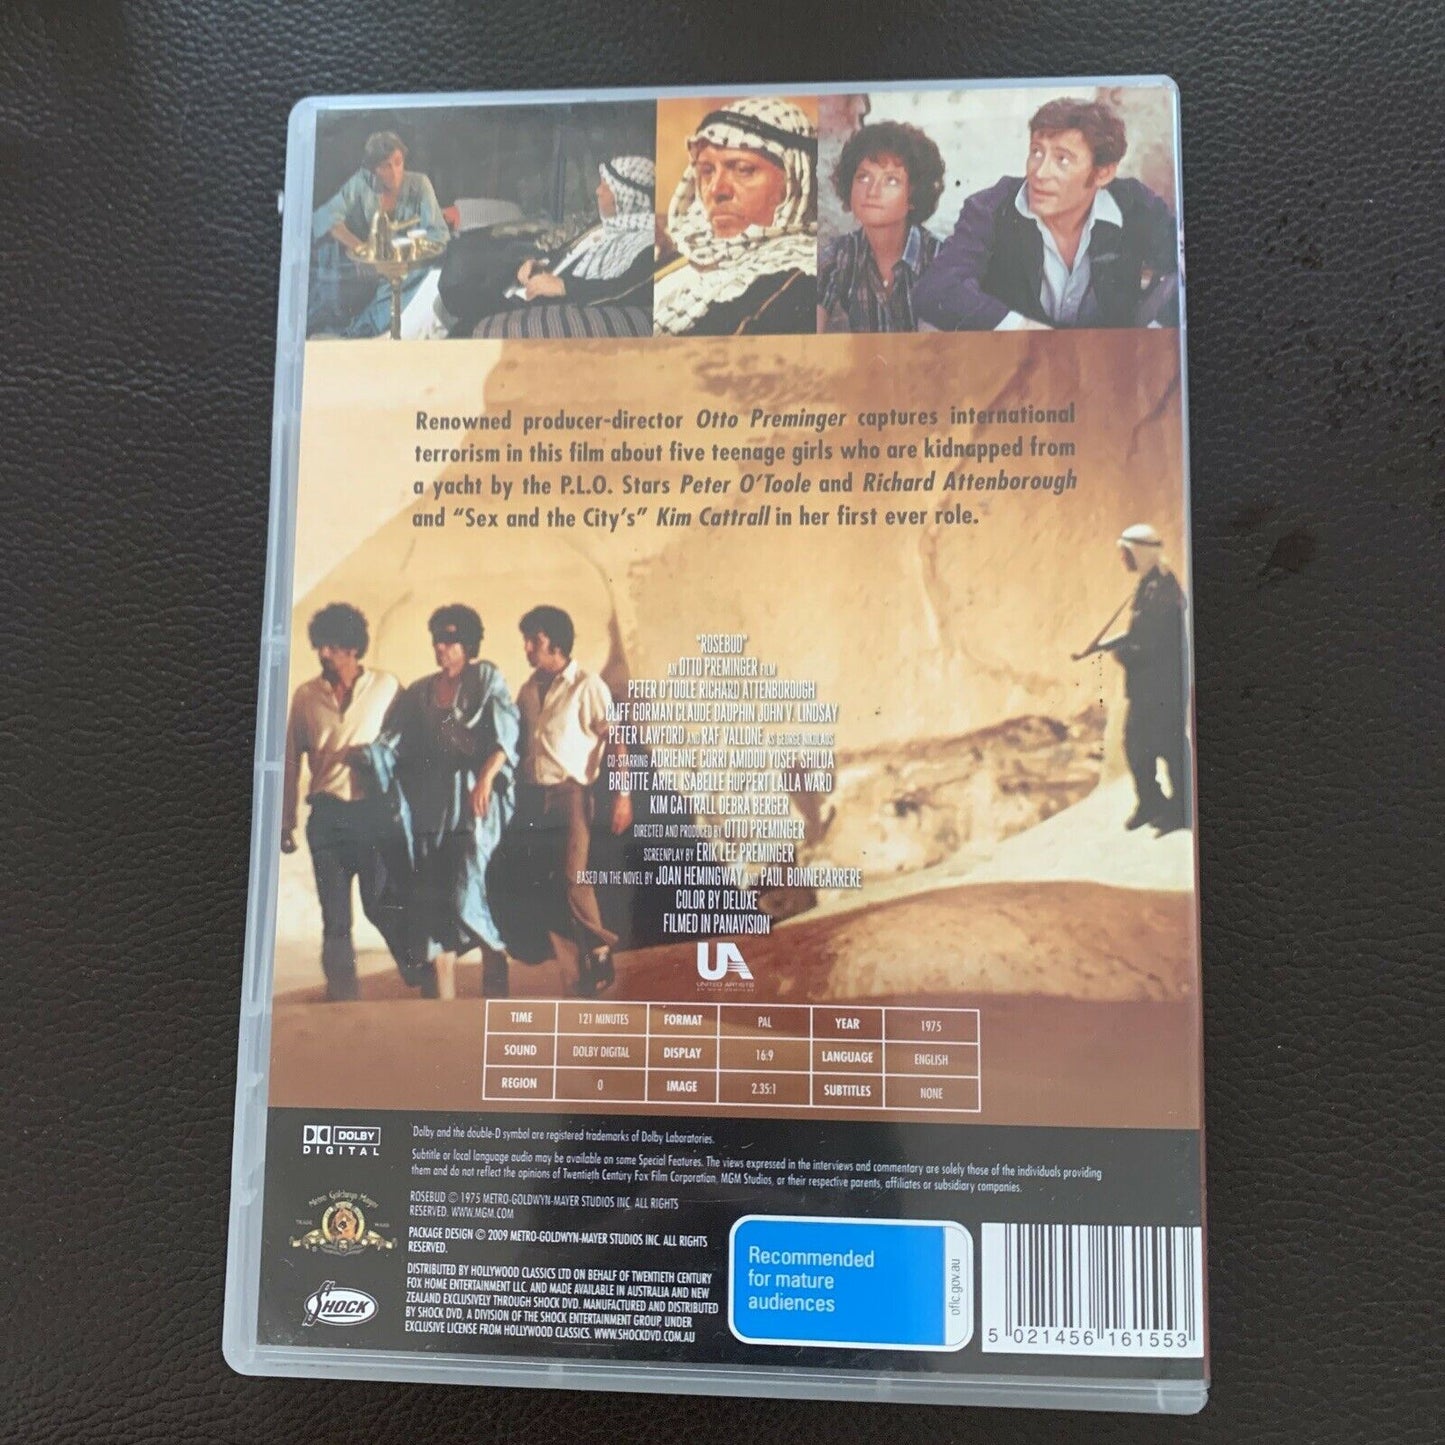 Renowned producer-director Otto Preminger captures international
terrorism in this film about five teenage girls who are kidnapped from
a yacht by the P.L.O. Stars Peter O'Toole and Richard Attenborough
and "Sex and the City's" Kim Cattrall in her first ever role.
"ROSEBUD"
AN OTTO PREMINGER FILM
PETER O'TOOLE RICHARD ATTENBOROUGH
CLIFF GORMAN CLAUDE DAUPHIN JOHN V. LINDSAY
PETER LAWFORD AND RAF VALLONE AS GEORGE NIKOLAOS
CO-STARRING ADRIENNE CORRI AMIDOU YOSEF SHILOA
BRIGITTE ARIEL ISABELLE HUPPERT LALLA WARD
KIM CATTRALL DEBRA BERGER
DIRECTED AND PRODUCED BY OTTO PREMINGER
SCREENPLAY BY ERIK LEE PREMINGER
BASED ON THE NOVEL BY JOAN HEMINGWAY AND PAUL BONNECARRERE
COLOR BY DELUXE
FILMED IN PANAVISION
UA
UNITED ARTISTS
TIME 121 MINUTES FORMAT PAL YEAR 1975
SOUND DOLBY DIGITAL DISPLAY 16:9 LANGUAGE ENGLISH
REGION 0 IMAGE 2.35:1 SUBTITLES NONE
DOLBY
DIGITAL
Dolby and the double-D symbol are registered trademarks of Dolby Laboratories.
Subtitle or local language audio may be available on some Special Features. The views expressed in the interviews and commentary are solely those of the individuals providing
them and do not reflect the opinions of Twentieth Century Fox Film Corporation, MGM Studios, or their respective parents, affiliates or subsidiary companies.
Metro Goldwyn Mayer
TRADE MARK
ROSEBUD © 1975 METRO-GOLDWYN-MAYER STUDIOS INC. ALL RIGHTS
RESERVED. WWW.MGM.COM
PACKAGE DESIGN © 2009 METRO-GOLDWYN-MAYER STUDIOS INC. ALL RIGHTS
RESERVED.
DISTRIBUTED BY HOLLYWOOD CLASSICS LTD ON BEHALF OF TWENTIETH CENTURY
FOX HOME ENTERTAINMENT LLC. AND MADE AVAILABLE IN AUSTRALIA AND NEW
ZEALAND EXCLUSIVELY THROUGH SHOCK DVD. MANUFACTURED AND DISTRIBUTED
BY SHOCK DVD, A DIVISION OF THE SHOCK ENTERTAINMENT GROUP, UNDER
EXCLUSIVE LICENSE FROM HOLLYWOOD CLASSICS. WWW.SHOCKDVD.COM.AU
SHOCK
Recommended
for mature
audiences
oflc.gov.au
5 021456 161553